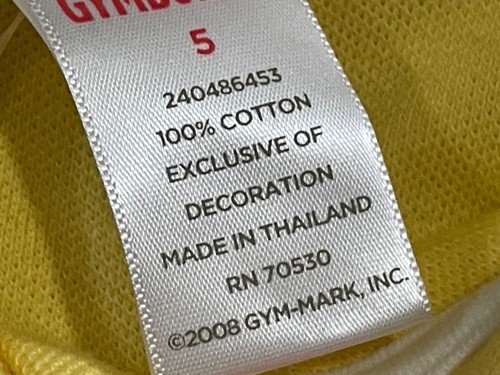 5
240486453
100% COTTON
EXCLUSIVE OF
DECORATION
MADE IN THAILAND
RN 70530
©2008 GYM-MARK, INC.